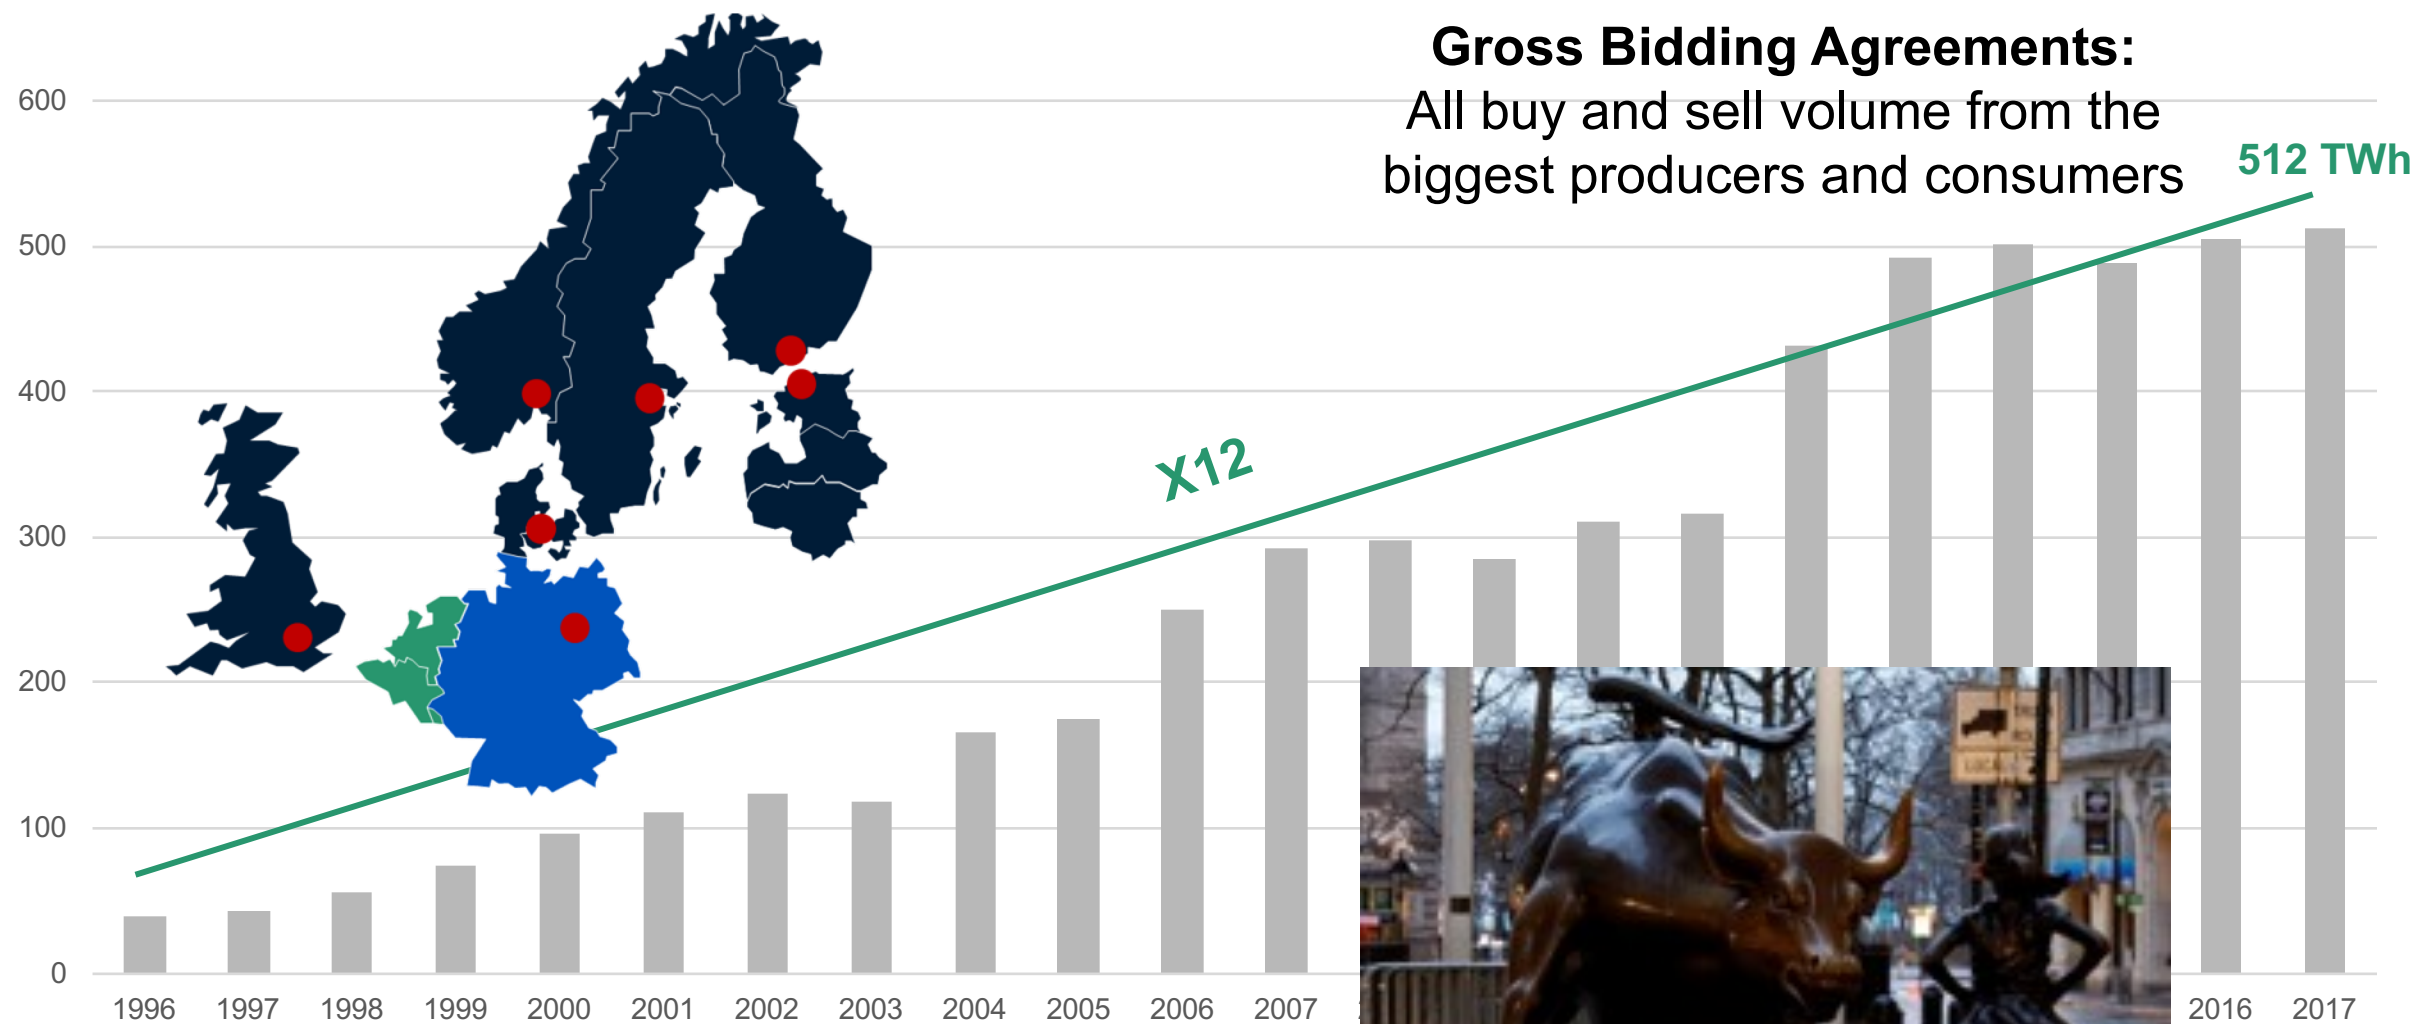 Gross Bidding Agreements:
All buy and sell volume from the
biggest producers and consumers
512 TWh
X12
600
500
400
300
200
100
0
1996 1997 1998 1999 2000 2001 2002 2003 2004 2005 2006 2007 2016 2017
LOCAL